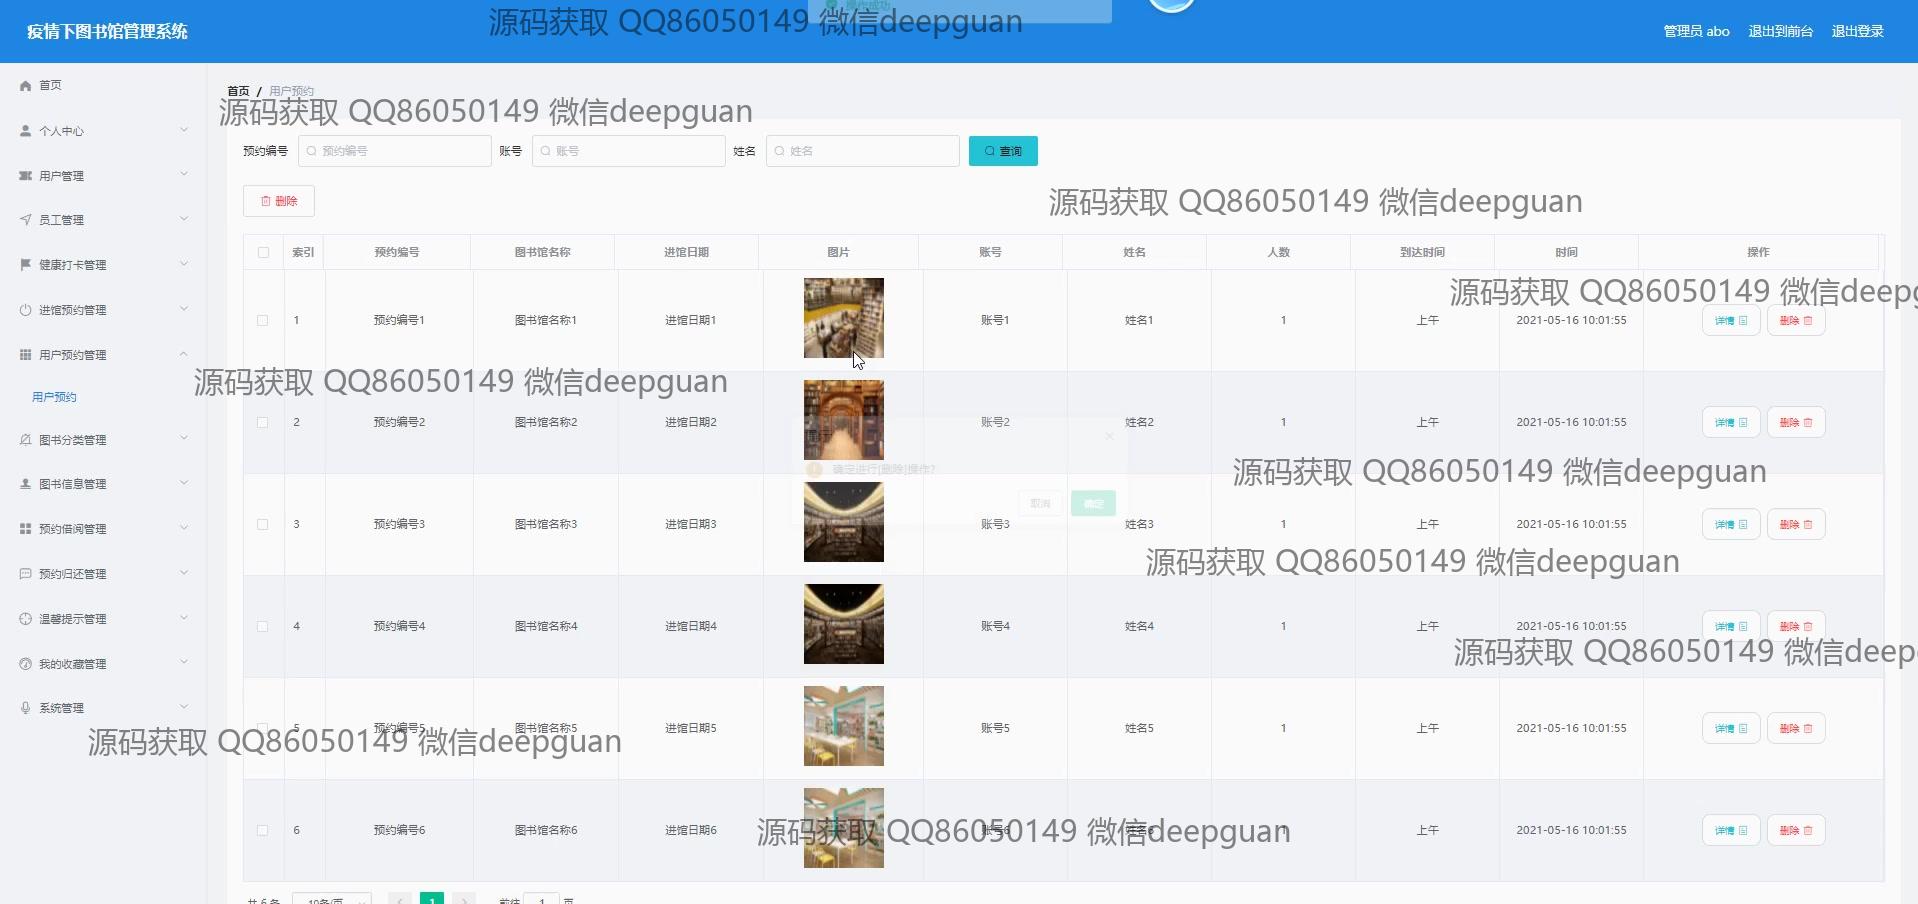 操作成功
疫情下图书馆管理系统
源码获取 QQ86050149 微信deepguan
管理员 abo 退出到前台 退出登录
首页
个人中心
用户管理
员工管理
健康打卡管理
进馆预约管理
用户预约管理
用户预约
图书分类管理
图书信息管理
预约借阅管理
预约归还管理
温馨提示管理
我的收藏管理
系统管理
首页 / 用户预约
源码获取 QQ86050149 微信deepguan
预约编号 预约编号 账号 账号 姓名 姓名 查询
删除
源码获取 QQ86050149 微信deepguan
索引 预约编号 图书馆名称 进馆日期 图片 账号 姓名 人数 到达时间 时间 操作
源码获取 QQ86050149 微信deepg
1 预约编号1 图书馆名称1 进馆日期1 账号1 姓名1 1 上午 2021-05-16 10:01:55 详情 删除
源码获取 QQ86050149 微信deepguan
2 预约编号2 图书馆名称2 进馆日期2 账号2 姓名2 1 上午 2021-05-16 10:01:55 详情 删除
提示
确定进行[删除]操作?
取消 确定
源码获取 QQ86050149 微信deepguan
3 预约编号3 图书馆名称3 进馆日期3 账号3 姓名3 1 上午 2021-05-16 10:01:55 详情 删除
源码获取 QQ86050149 微信deepguan
4 预约编号4 图书馆名称4 进馆日期4 账号4 姓名4 1 上午 2021-05-16 10:01:55 详情 删除
源码获取 QQ86050149 微信deep
5 预约编号5 图书馆名称5 进馆日期5 账号5 姓名5 1 上午 2021-05-16 10:01:55 详情 删除
源码获取 QQ86050149 微信deepguan
6 预约编号6 图书馆名称6 进馆日期6 账号6 姓名6 1 上午 2021-05-16 10:01:55 详情 删除
源码获取 QQ86050149 微信deepguan
共 6 条 10条/页 1 前往 1 页